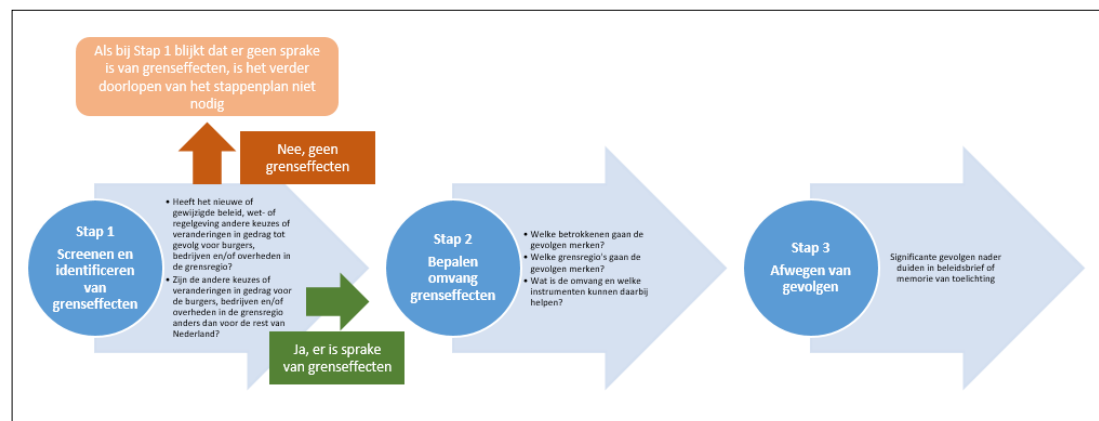 Als bij Stap 1 blijkt dat er geen sprake
is van grenseffecten, is het verder
doorlopen van het stappenplan niet
nodig
Nee, geen
grenseffecten
Stap 1
Screenen en
identificeren
van
grenseffecten
• Heeft het nieuwe of
gewijzigde beleid, wet- of
regelgeving andere keuzes of
veranderingen in gedrag tot
gevolg voor burgers,
bedrijven en/of overheden in
de grensregio?
• Zijn de andere keuzes of
veranderingen in gedrag voor
de burgers, bedrijven en/of
overheden in de grensregio
anders dan voor de rest van
Nederland?
Ja, er is sprake
van grenseffecten
Stap 2
Bepalen
omvang
grenseffecten
• Welke betrokkenen gaan de
gevolgen merken?
• Welke grensregio's gaan de
gevolgen merken?
• Wat is de omvang en welke
instrumenten kunnen daarbij
helpen?
Stap 3
Afwegen van
gevolgen
Significante gevolgen nader
duiden in beleidsbrief of
memorie van toelichting